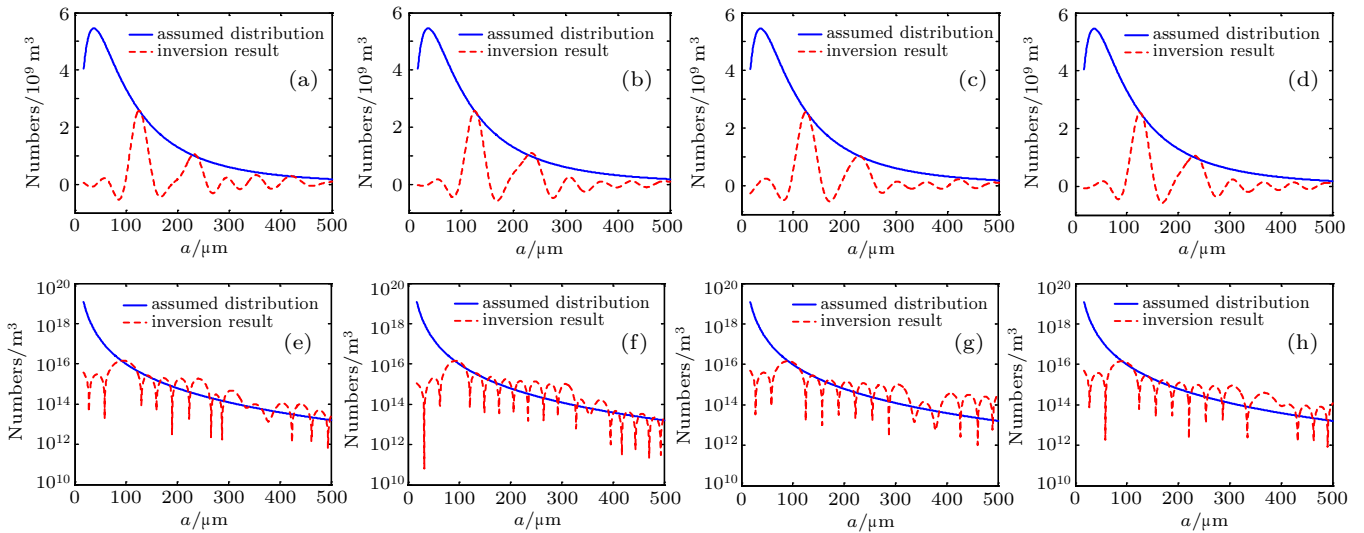 6
4
2
0
Numbers/10⁹ m³
assumed distribution
inversion result
(a)
0 100 200 300 400 500
a/μm
6
4
2
0
Numbers/10⁹ m³
assumed distribution
inversion result
(b)
0 100 200 300 400 500
a/μm
6
4
2
0
Numbers/10⁹ m³
assumed distribution
inversion result
(c)
0 100 200 300 400 500
a/μm
6
4
2
0
Numbers/10⁹ m³
assumed distribution
inversion result
(d)
0 100 200 300 400 500
a/μm
10²⁰
10¹⁸
10¹⁶
10¹⁴
10¹²
10¹⁰
Numbers/m³
assumed distribution
inversion result
(e)
0 100 200 300 400 500
a/μm
10²⁰
10¹⁸
10¹⁶
10¹⁴
10¹²
10¹⁰
Numbers/m³
assumed distribution
inversion result
(f)
0 100 200 300 400 500
a/μm
10²⁰
10¹⁸
10¹⁶
10¹⁴
10¹²
10¹⁰
Numbers/m³
assumed distribution
inversion result
(g)
0 100 200 300 400 500
a/μm
10²⁰
10¹⁸
10¹⁶
10¹⁴
10¹²
10¹⁰
Numbers/m³
assumed distribution
inversion result
(h)
0 100 200 300 400 500
a/μm